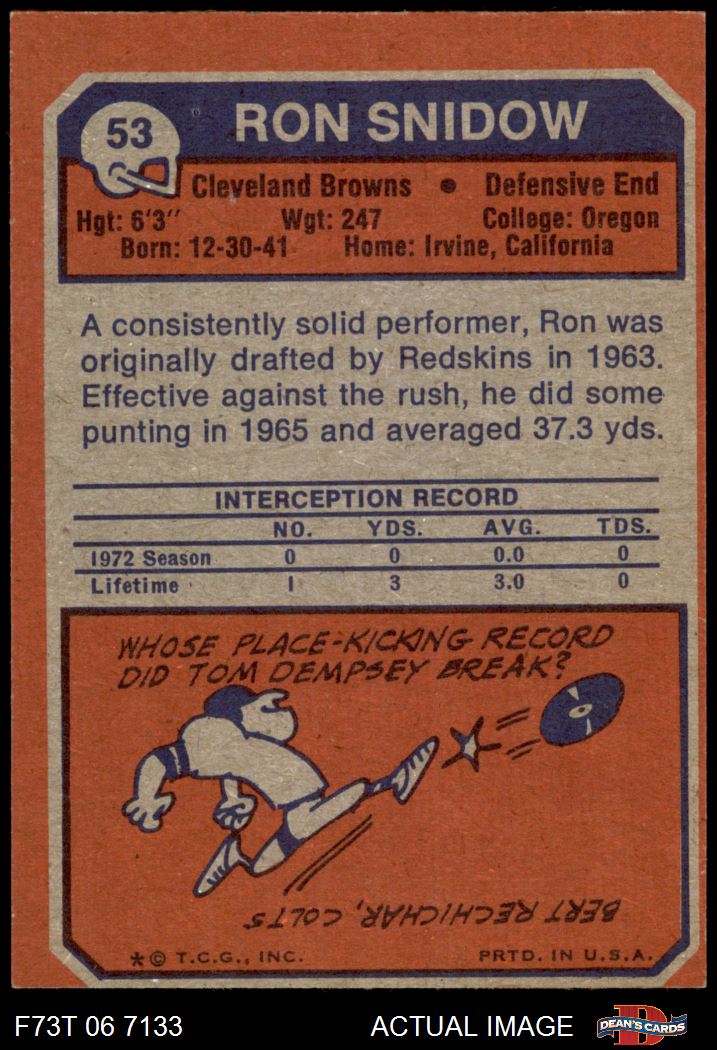 53
RON SNIDOW
Cleveland Browns • Defensive End
Hgt: 6'3" Wgt: 247 College: Oregon
Born: 12-30-41 Home: Irvine, California
A consistently solid performer, Ron was
originally drafted by Redskins in 1963.
Effective against the rush, he did some
punting in 1965 and averaged 37.3 yds.
INTERCEPTION RECORD
NO. YDS. AVG. TDS.
1972 Season 0 0 0.0 0
Lifetime 1 3 3.0 0
WHOSE PLACE-KICKING RECORD
DID TOM DEMPSEY BREAK?
BERT RECHICHAR, COLTS
*© T.C.G., INC. PRTD. IN U.S.A.
F73T 06 7133 ACTUAL IMAGE D DEAN'S CARDS